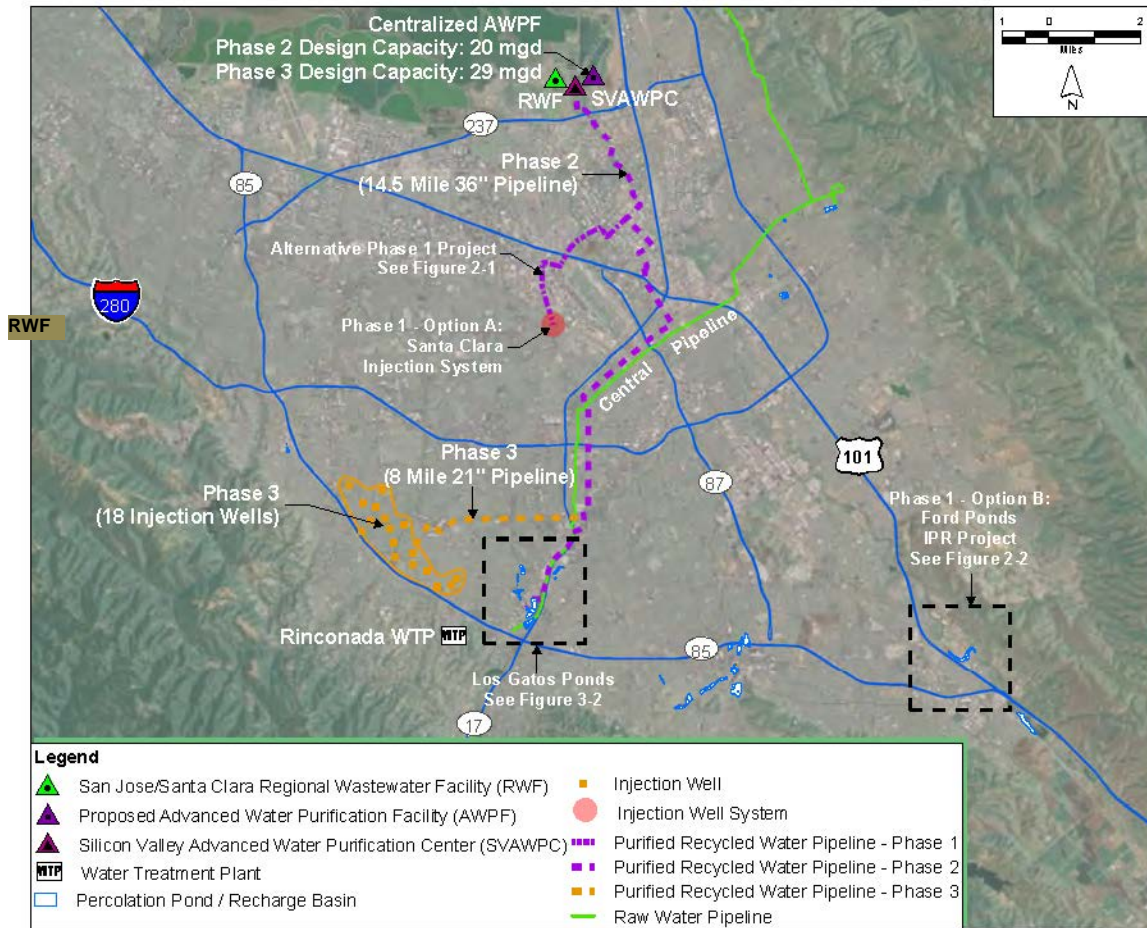 Centralized AWPF
Phase 2 Design Capacity: 20 mgd
Phase 3 Design Capacity: 29 mgd
1 0 2
Miles
N
RWF
SVAWPC
237
85
Phase 2
(14.5 Mile 36" Pipeline)
Alternative Phase 1 Project
See Figure 2-1
280
RWF
Phase 1 - Option A:
Santa Clara
Injection System
Central Pipeline
101
Phase 3
(8 Mile 21" Pipeline)
87
Phase 3
(18 Injection Wells)
Phase 1 - Option B:
Ford Ponds
IPR Project
See Figure 2-2
Rinconada WTP
WTP
85
Los Gatos Ponds
See Figure 3-2
17
Legend
San Jose/Santa Clara Regional Wastewater Facility (RWF)
Proposed Advanced Water Purification Facility (AWPF)
Silicon Valley Advanced Water Purification Center (SVAWPC)
WTP Water Treatment Plant
Percolation Pond / Recharge Basin
Injection Well
Injection Well System
Purified Recycled Water Pipeline - Phase 1
Purified Recycled Water Pipeline - Phase 2
Purified Recycled Water Pipeline - Phase 3
Raw Water Pipeline